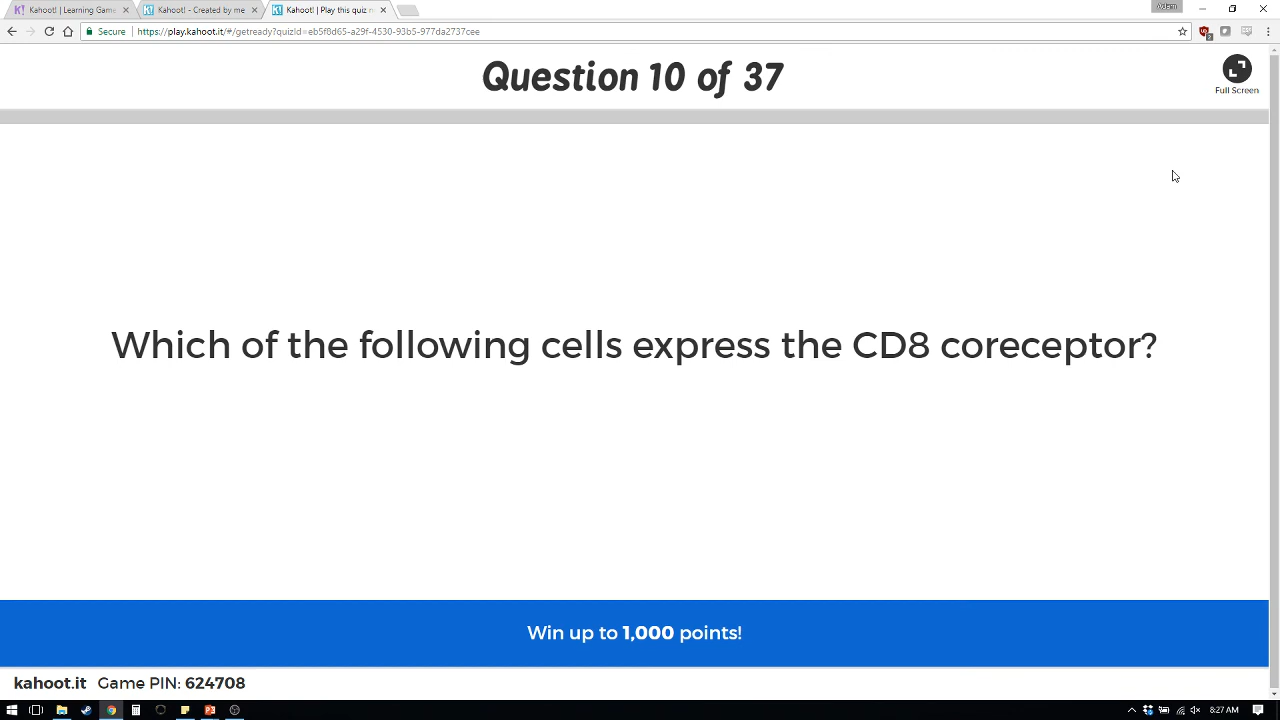 Kahoot! | Learning Game
Kahoot! - Created by me
Kahoot! | Play this quiz n
Adam
Secure
https://play.kahoot.it/#/getready?quizId=eb5f8d65-a29f-4530-93b5-977da2737cee
Question 10 of 37
Full Screen
Which of the following cells express the CD8 coreceptor?
Win up to 1,000 points!
kahoot.it Game PIN: 624708
8:27 AM